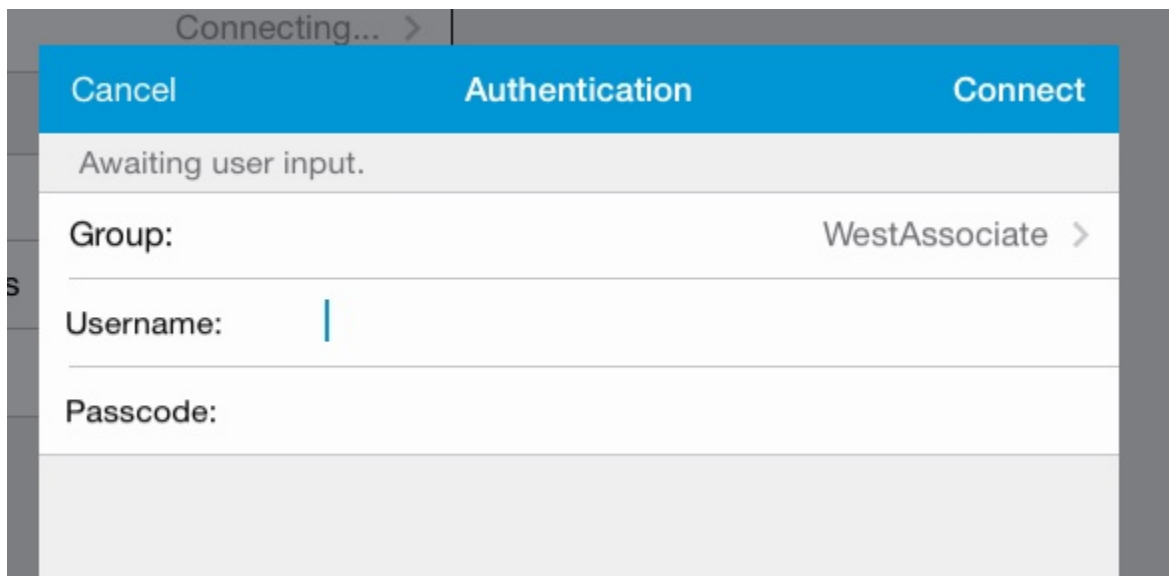 Connecting...
Cancel Authentication Connect
Awaiting user input.
Group: WestAssociate
s
Username:
Passcode: